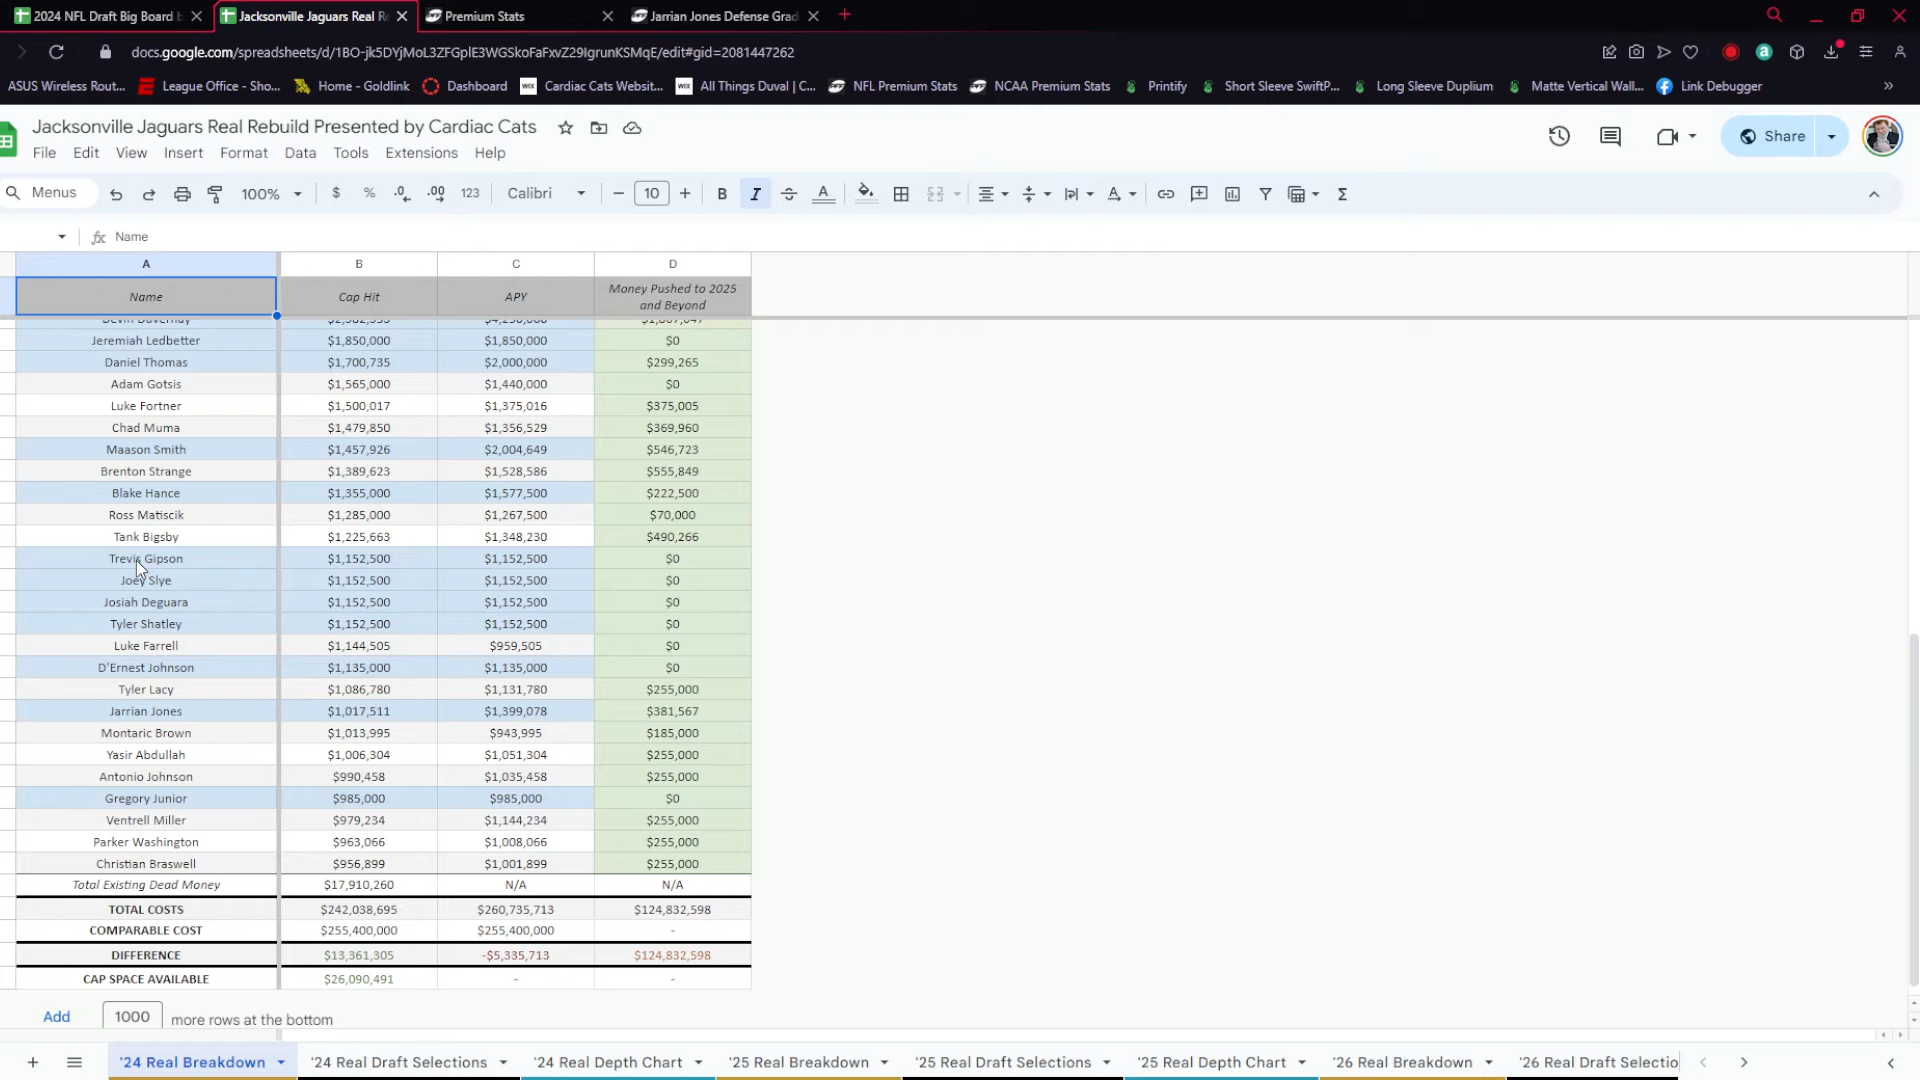 2024 NFL Draft Big Board Jacksonville Jaguars Real R Premium Stats Jarrian Jones Defense Grad
docs.google.com/spreadsheets/d/1BO-jk5DYjMoL3ZFGplE3WGSkoFaFxvZ29IgrunKSMqE/edit#gid=2081447262
ASUS Wireless Rout... League Office - Sho... Home - Goldlink Dashboard Cardiac Cats Websit... All Things Duval | C... NFL Premium Stats NCAA Premium Stats Printify Short Sleeve SwiftP... Long Sleeve Duplium Matte Vertical Wall... Link Debugger »
Jacksonville Jaguars Real Rebuild Presented by Cardiac Cats
Share
File Edit View Insert Format Data Tools Extensions Help
Menus 100% $ % .0 .00 123 Calibri − 10 + B I S A Σ
fx Name
A B C D
Name Cap Hit APY Money Pushed to 2025
and Beyond
Devin Duvernay
Jeremiah Ledbetter $1,850,000 $1,850,000 $0
Daniel Thomas $1,700,735 $2,000,000 $299,265
Adam Gotsis $1,565,000 $1,440,000 $0
Luke Fortner $1,500,017 $1,375,016 $375,005
Chad Muma $1,479,850 $1,356,529 $369,960
Maason Smith $1,457,926 $2,004,649 $546,723
Brenton Strange $1,389,623 $1,528,586 $555,849
Blake Hance $1,355,000 $1,577,500 $222,500
Ross Matiscik $1,285,000 $1,267,500 $70,000
Tank Bigsby $1,225,663 $1,348,230 $490,266
Trevis Gipson $1,152,500 $1,152,500 $0
Joey Slye $1,152,500 $1,152,500 $0
Josiah Deguara $1,152,500 $1,152,500 $0
Tyler Shatley $1,152,500 $1,152,500 $0
Luke Farrell $1,144,505 $959,505 $0
D'Ernest Johnson $1,135,000 $1,135,000 $0
Tyler Lacy $1,086,780 $1,131,780 $255,000
Jarrian Jones $1,017,511 $1,399,078 $381,567
Montaric Brown $1,013,995 $943,995 $185,000
Yasir Abdullah $1,006,304 $1,051,304 $255,000
Antonio Johnson $990,458 $1,035,458 $255,000
Gregory Junior $985,000 $985,000 $0
Ventrell Miller $979,234 $1,144,234 $255,000
Parker Washington $963,066 $1,008,066 $255,000
Christian Braswell $956,899 $1,001,899 $255,000
Total Existing Dead Money $17,910,260 N/A N/A
TOTAL COSTS $242,038,695 $260,735,713 $124,832,598
COMPARABLE COST $255,400,000 $255,400,000 -
DIFFERENCE $13,361,305 -$5,335,713 $124,832,598
CAP SPACE AVAILABLE $26,090,491 - -
Add 1000 more rows at the bottom
'24 Real Breakdown '24 Real Draft Selections '24 Real Depth Chart '25 Real Breakdown '25 Real Draft Selections '25 Real Depth Chart '26 Real Breakdown '26 Real Draft Selectio